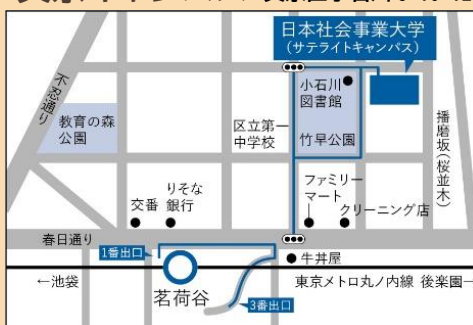 日本社会事業大学
(サテライトキャンパス)
不忍通り
教育の森
公園
区立第一
中学校
小石川
図書館
竹早公園
播磨坂(桜並木)
交番
りそな
銀行
ファミリー
マート
クリーニング店
春日通り
1番出口
牛丼屋
←池袋
茗荷谷
3番出口
東京メトロ丸ノ内線 後楽園→